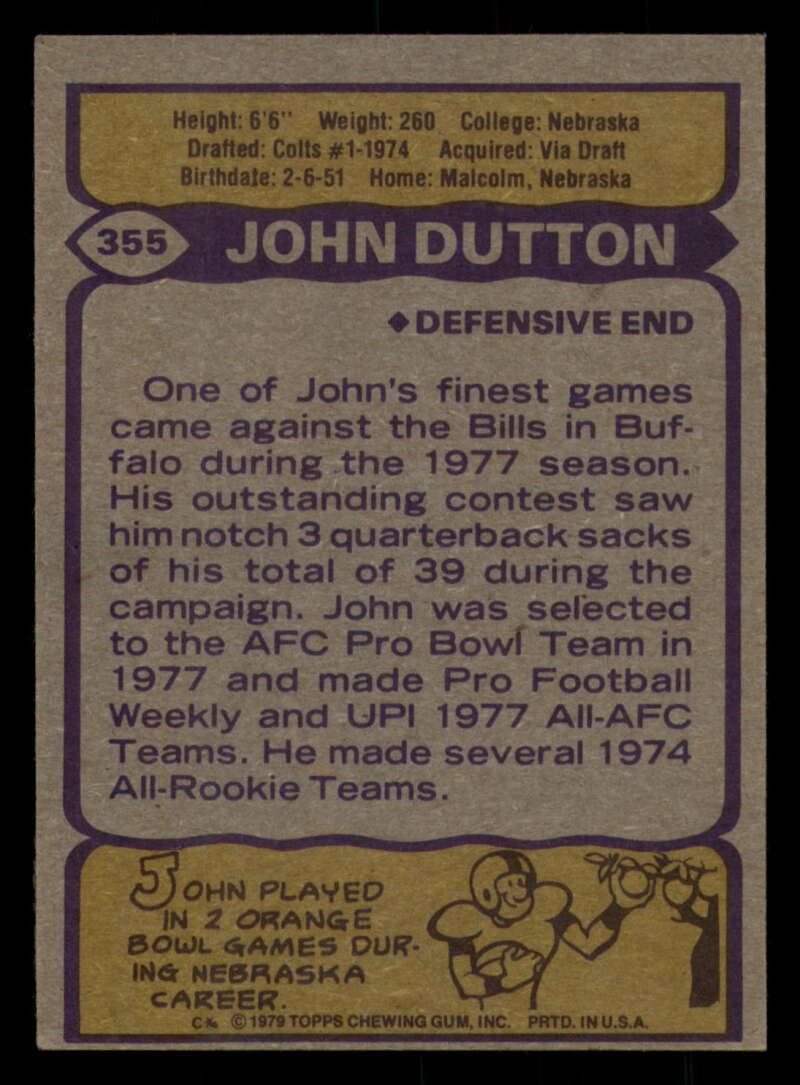 Height: 6'6" Weight: 260 College: Nebraska
Drafted: Colts #1-1974 Acquired: Via Draft
Birthdate: 2-6-51 Home: Malcolm, Nebraska
355 JOHN DUTTON
◆DEFENSIVE END
One of John's finest games
came against the Bills in Buf-
falo during the 1977 season.
His outstanding contest saw
him notch 3 quarterback sacks
of his total of 39 during the
campaign. John was selected
to the AFC Pro Bowl Team in
1977 and made Pro Football
Weekly and UPI 1977 All-AFC
Teams. He made several 1974
All-Rookie Teams.
JOHN PLAYED
IN 2 ORANGE
BOWL GAMES DUR-
ING NEBRASKA
CAREER.
©1979 TOPPS CHEWING GUM, INC. PRTD. IN U.S.A.